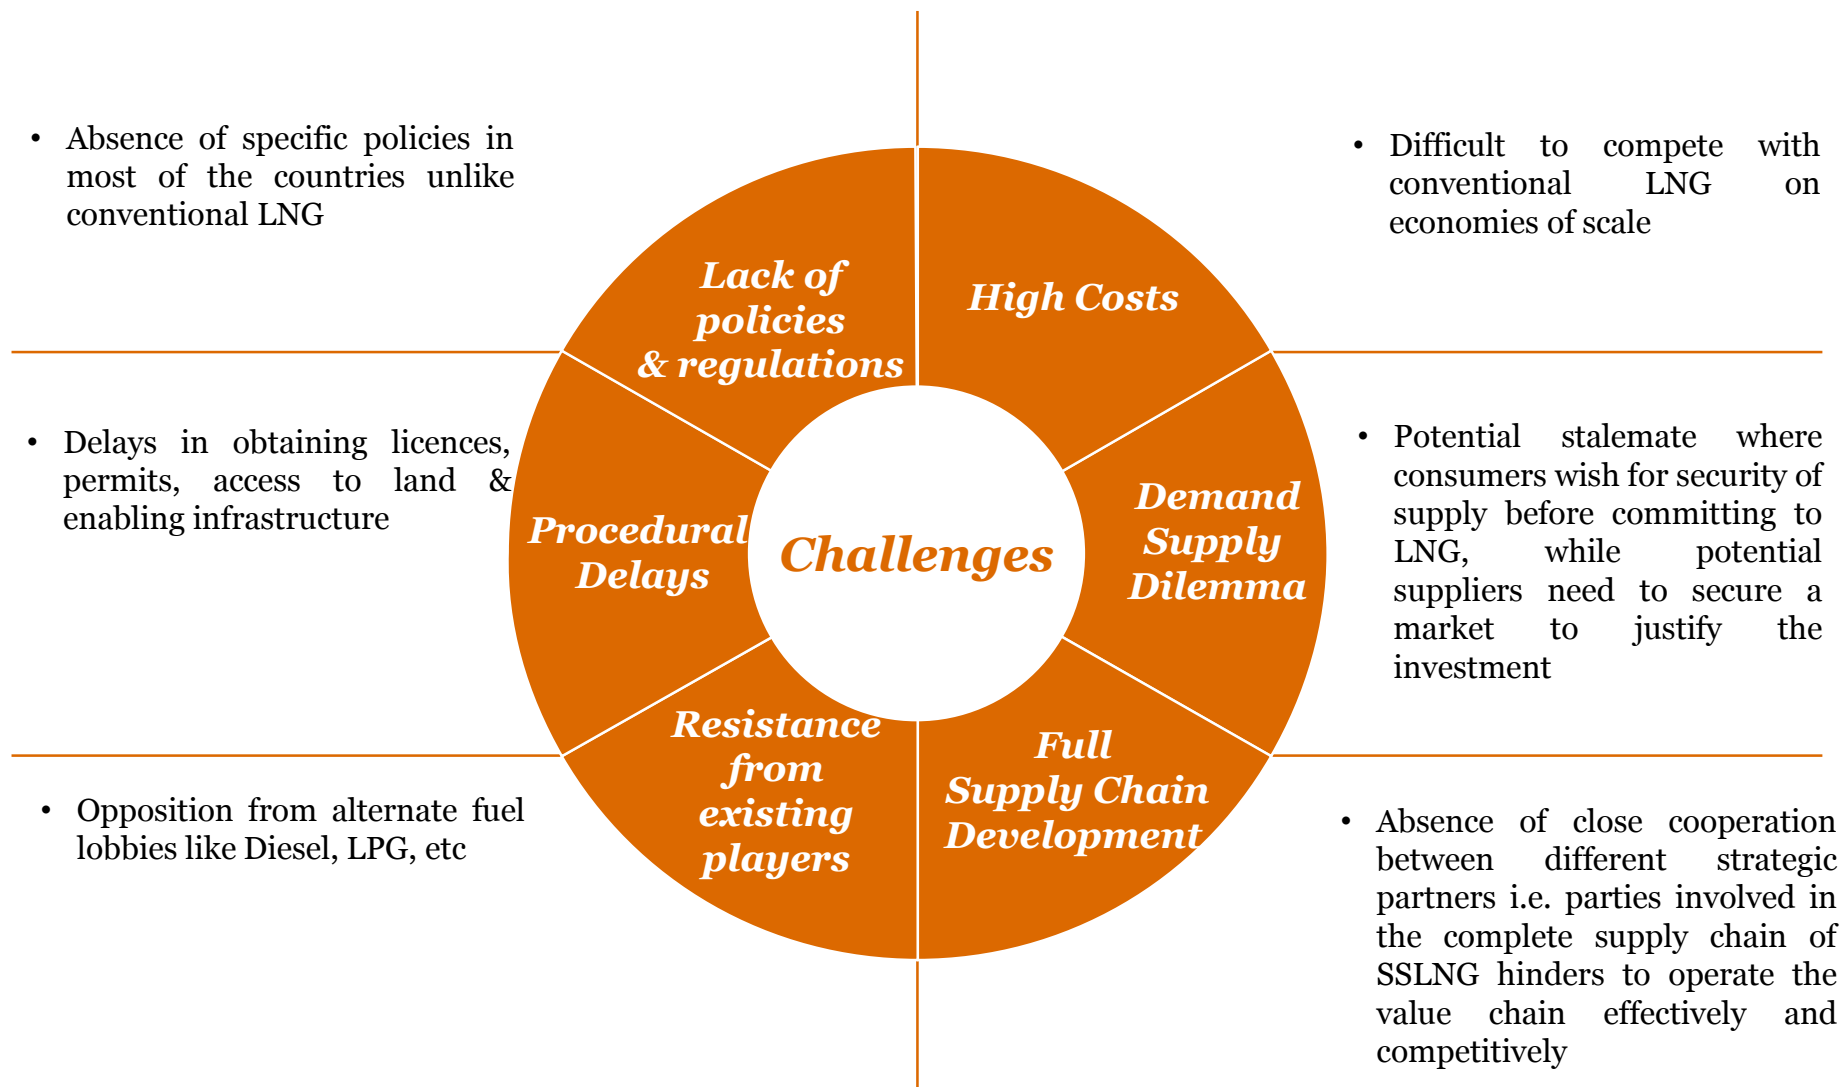 • Absence of specific policies in
most of the countries unlike
conventional LNG
• Difficult to compete with
conventional LNG on
economies of scale
Lack of
policies
& regulations
High Costs
• Delays in obtaining licences,
permits, access to land &
enabling infrastructure
Procedural
Delays
Challenges
Demand
Supply
Dilemma
• Potential stalemate where
consumers wish for security of
supply before committing to
LNG, while potential
suppliers need to secure a
market to justify the
investment
• Opposition from alternate fuel
lobbies like Diesel, LPG, etc
Resistance
from
existing
players
Full
Supply Chain
Development
• Absence of close cooperation
between different strategic
partners i.e. parties involved in
the complete supply chain of
SSLNG hinders to operate the
value chain effectively and
competitively